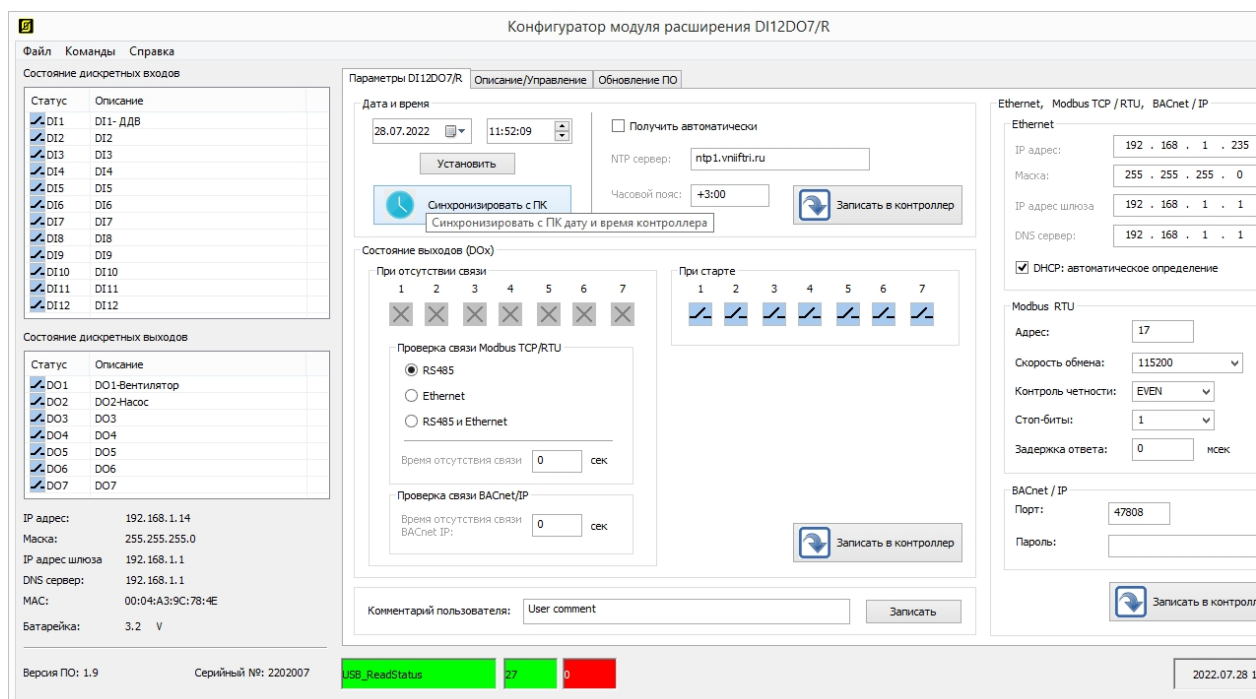 Конфигуратор модуля расширения DI12DO7/R
Файл Команды Справка
Состояние дискретных входов
Статус Описание
DI1 DI1- ДДВ
DI2 DI2
DI3 DI3
DI4 DI4
DI5 DI5
DI6 DI6
DI7 DI7
DI8 DI8
DI9 DI9
DI10 DI10
DI11 DI11
DI12 DI12
Состояние дискретных выходов
Статус Описание
DO1 DO1-Вентилятор
DO2 DO2-Насос
DO3 DO3
DO4 DO4
DO5 DO5
DO6 DO6
DO7 DO7
IP адрес: 192.168.1.14
Маска: 255.255.255.0
IP адрес шлюза 192.168.1.1
DNS сервер: 192.168.1.1
MAC: 00:04:A3:9C:78:4E
Батарейка: 3.2 V
Версия ПО: 1.9 Серийный №: 2202007
Параметры DI12DO7/R Описание/Управление Обновление ПО
Дата и время
28.07.2022 11:52:09
Установить
Синхронизировать с ПК
Синхронизировать с ПК дату и время контроллера
Получить автоматически
NTP сервер: ntp1.vniiftri.ru
Часовой пояс: +3:00
Записать в контроллер
Состояние выходов (DOx)
При отсутствии связи
1 2 3 4 5 6 7
При старте
1 2 3 4 5 6 7
Проверка связи Modbus TCP/RTU
RS485
Ethernet
RS485 и Ethernet
Время отсутствия связи 0 сек
Проверка связи BACnet/IP
Время отсутствия связи
BACnet IP: 0 сек
Записать в контроллер
Комментарий пользователя: User comment Записать
USB_ReadStatus 27 0
Ethernet, Modbus TCP / RTU, BACnet / IP
Ethernet
IP адрес: 192 . 168 . 1 . 235
Маска: 255 . 255 . 255 . 0
IP адрес шлюза 192 . 168 . 1 . 1
DNS сервер: 192 . 168 . 1 . 1
DHCP: автоматическое определение
Modbus RTU
Адрес: 17
Скорость обмена: 115200
Контроль четности: EVEN
Стоп-биты: 1
Задержка ответа: 0 мсек
BACnet / IP
Порт: 47808
Пароль:
Записать в контролл
2022.07.28 1